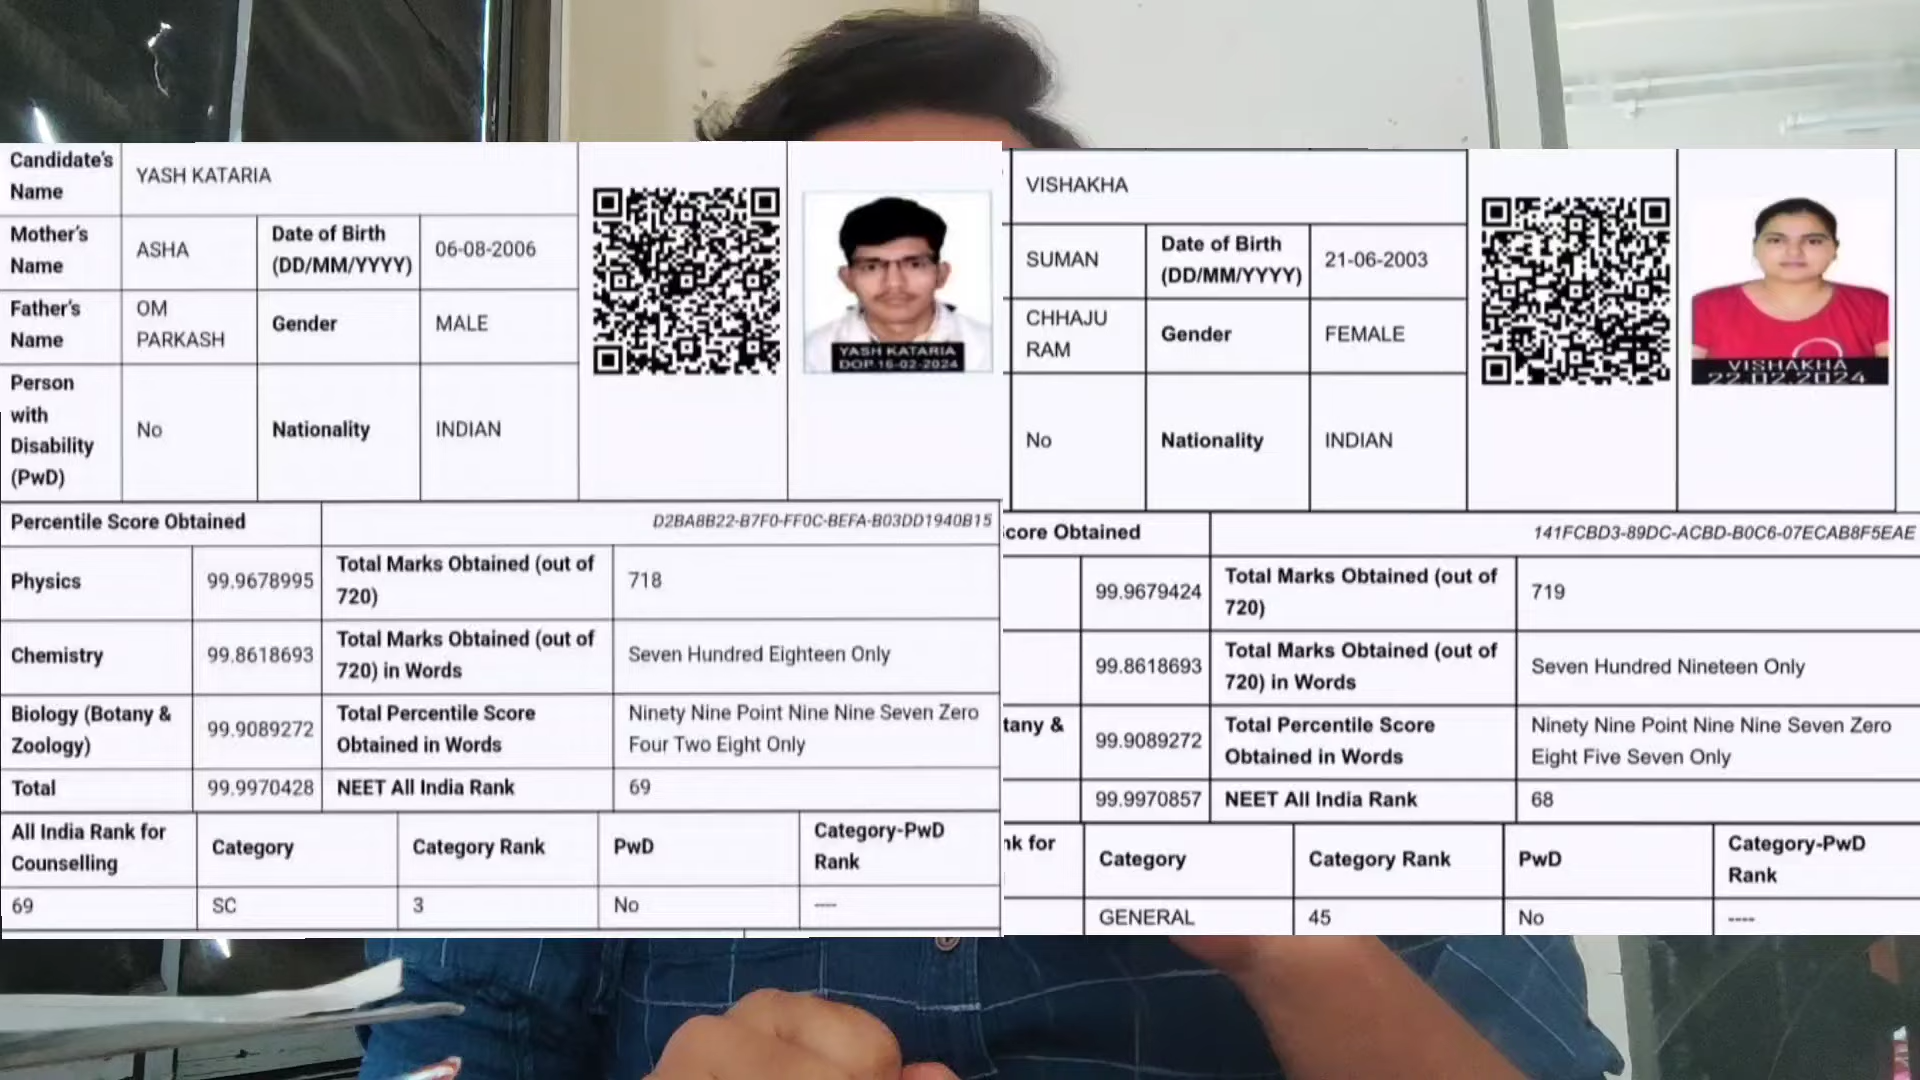 Candidate's
Name
YASH KATARIA
Mother's
Name
ASHA
Date of Birth
(DD/MM/YYYY)
06-08-2006
Father's
Name
OM
PARKASH
Gender
MALE
Person
with
Disability
(PwD)
No
Nationality
INDIAN
YASH KATARIA
DOP 16-02-2024
Percentile Score Obtained
D2BA8B22-B7F0-FF0C-BEFA-B03DD1940B15
Physics
99.9678995
Total Marks Obtained (out of
720)
718
Chemistry
99.8618693
Total Marks Obtained (out of
720) in Words
Seven Hundred Eighteen Only
Biology (Botany &
Zoology)
99.9089272
Total Percentile Score
Obtained in Words
Ninety Nine Point Nine Nine Seven Zero
Four Two Eight Only
Total
99.9970428
NEET All India Rank
69
All India Rank for
Counselling
Category
Category Rank
PwD
Category-PwD
Rank
69
SC
3
No
----
VISHAKHA
SUMAN
Date of Birth
(DD/MM/YYYY)
21-06-2003
CHHAJU
RAM
Gender
FEMALE
No
Nationality
INDIAN
VISHAKHA
22.02.2024
core Obtained
141FCBD3-89DC-ACBD-B0C6-07ECAB8F5EAE
99.9679424
Total Marks Obtained (out of
720)
719
99.8618693
Total Marks Obtained (out of
720) in Words
Seven Hundred Nineteen Only
tany &
99.9089272
Total Percentile Score
Obtained in Words
Ninety Nine Point Nine Nine Seven Zero
Eight Five Seven Only
99.9970857
NEET All India Rank
68
nk for
Category
Category Rank
PwD
Category-PwD
Rank
GENERAL
45
No
----